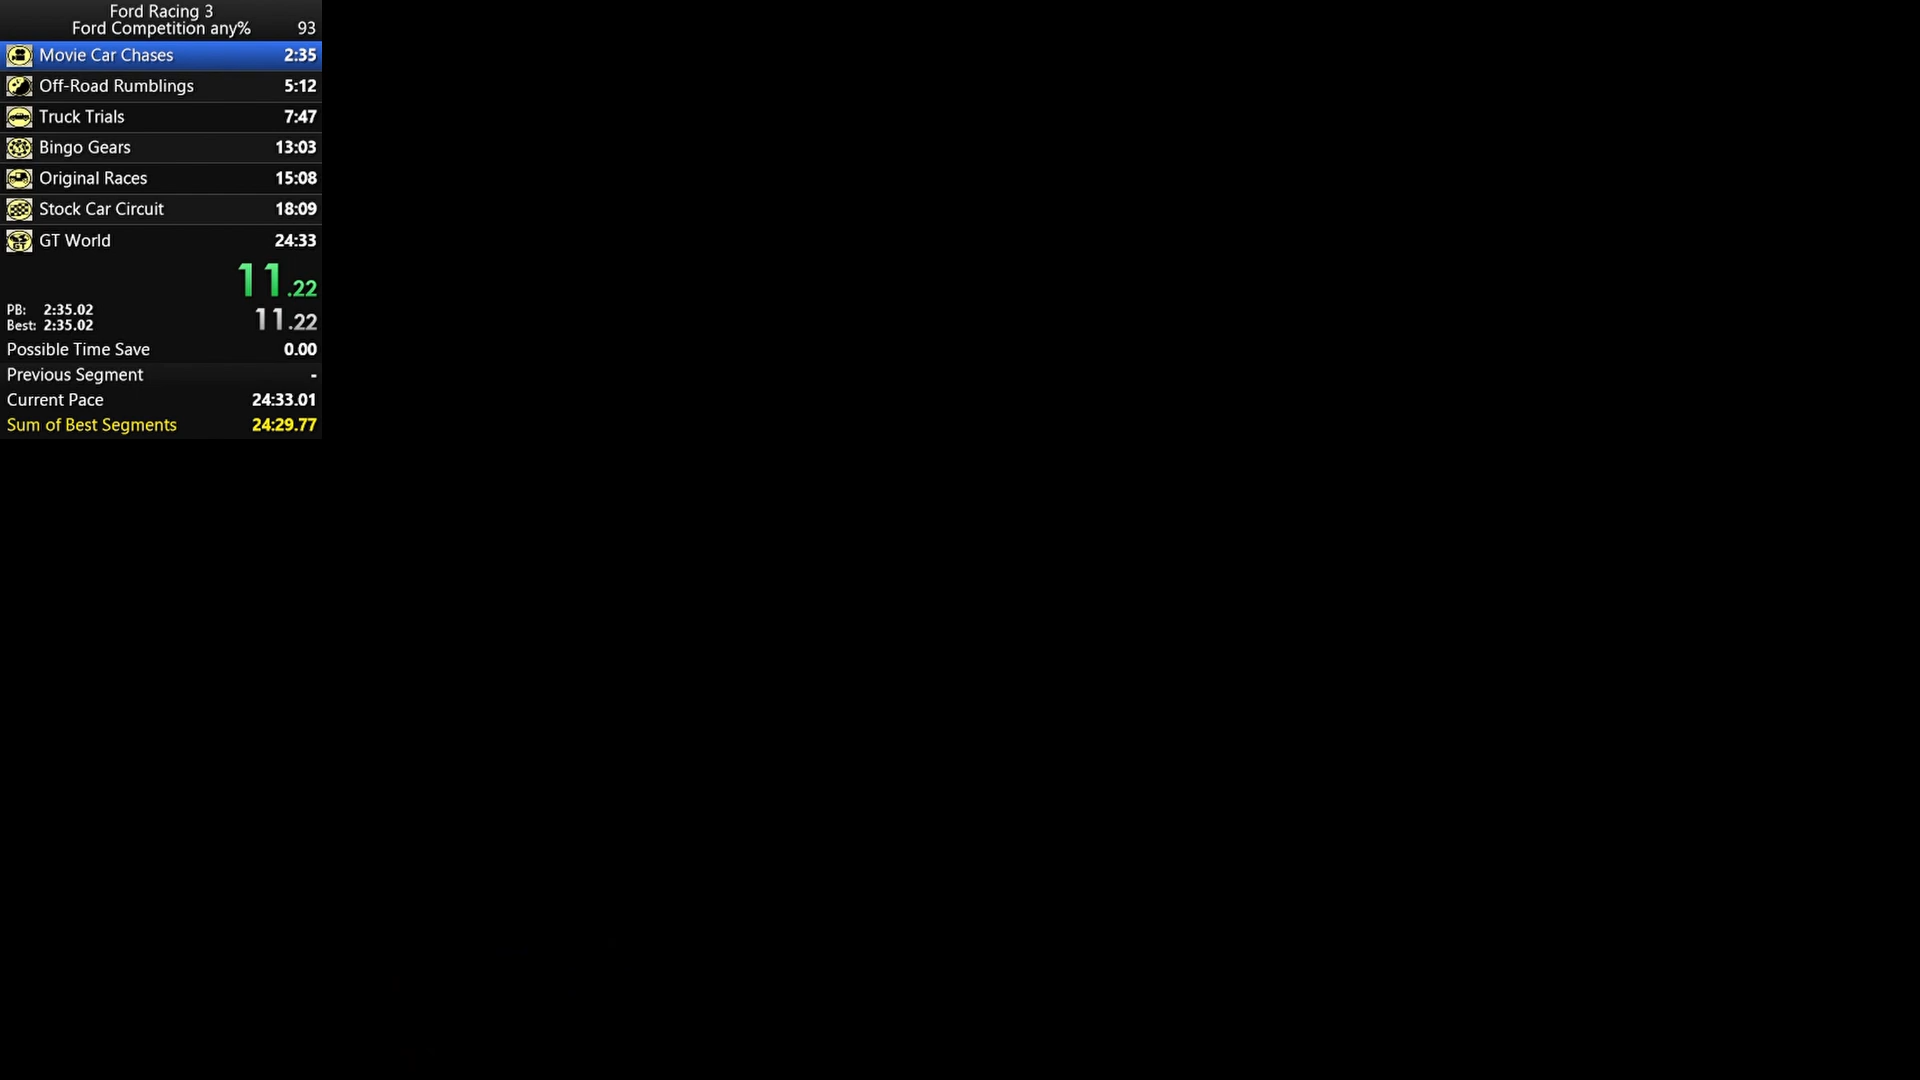 Ford Racing 3
Ford Competition any% 93
Movie Car Chases 2:35
Off-Road Rumblings 5:12
Truck Trials 7:47
Bingo Gears 13:03
Original Races 15:08
Stock Car Circuit 18:09
GT World 24:33
11.22
PB: 2:35.02
Best: 2:35.02
11.22
Possible Time Save 0.00
Previous Segment -
Current Pace 24:33.01
Sum of Best Segments 24:29.77